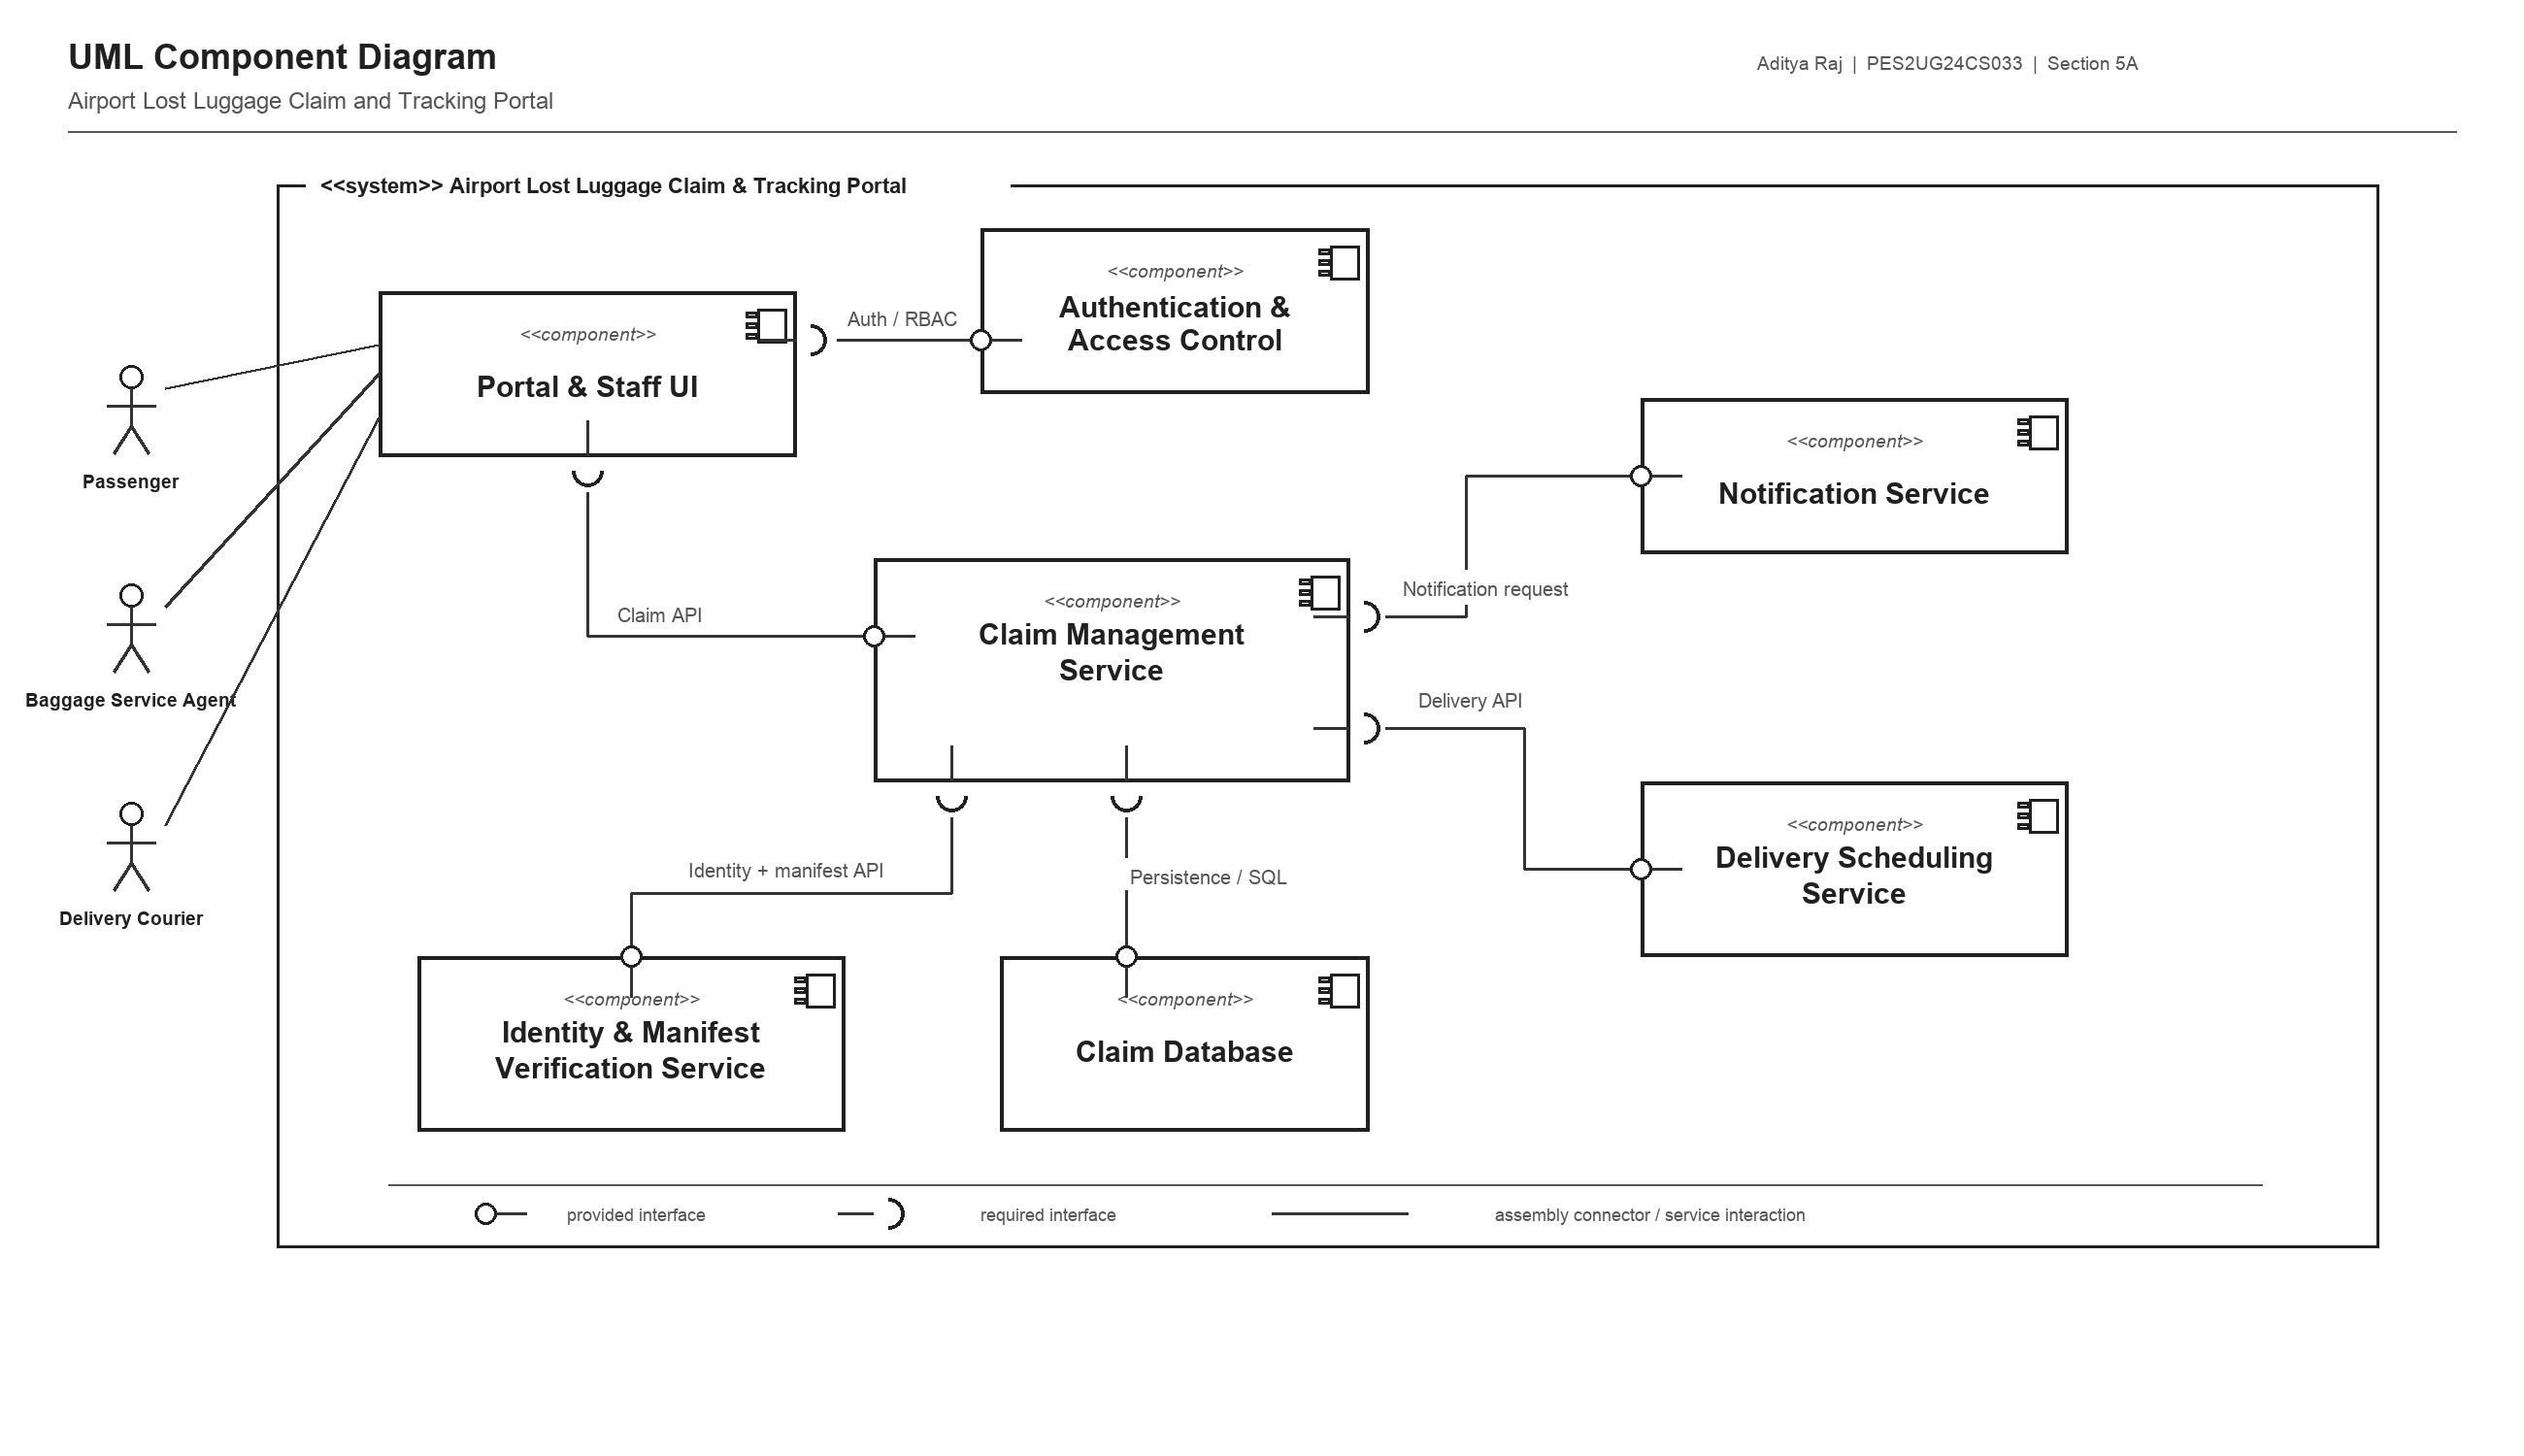 UML Component Diagram
Aditya Raj | PES2UG24CS033 | Section 5A
Airport Lost Luggage Claim and Tracking Portal
<<system>> Airport Lost Luggage Claim & Tracking Portal
<<component>>
Authentication &
Access Control
<<component>>
Portal & Staff UI
Auth / RBAC
Passenger
<<component>>
Notification Service
Notification request
Claim API
<<component>>
Claim Management
Service
Baggage Service Agent
Delivery API
<<component>>
Delivery Scheduling
Service
Identity + manifest API
Persistence / SQL
Delivery Courier
<<component>>
Identity & Manifest
Verification Service
<<component>>
Claim Database
provided interface
required interface
assembly connector / service interaction